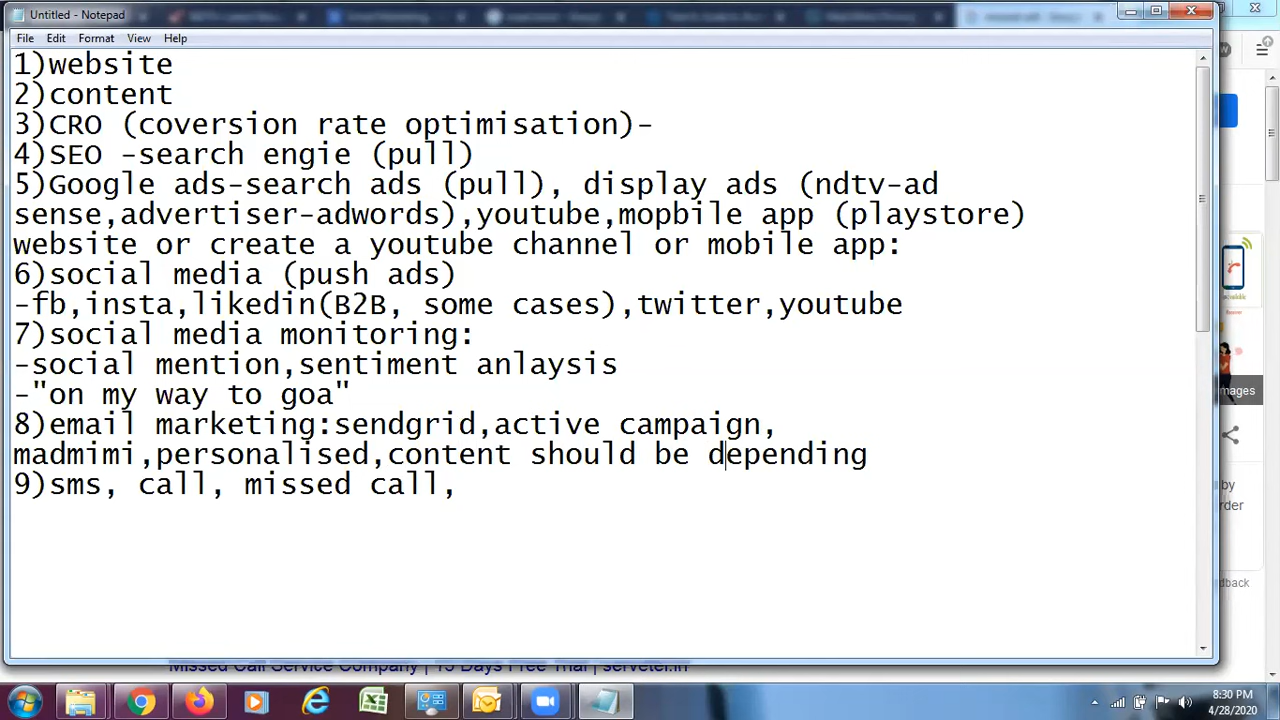 Untitled - Notepad
File Edit Format View Help
1)website
2)content
3)CRO (coversion rate optimisation)-
4)SEO -search engie (pull)
5)Google ads-search ads (pull), display ads (ndtv-ad
sense,advertiser-adwords),youtube,mopbile app (playstore)
website or create a youtube channel or mobile app:
6)social media (push ads)
-fb,insta,likedin(B2B, some cases),twitter,youtube
7)social media monitoring:
-social mention,sentiment anlaysis
-"on my way to goa"
8)email marketing:sendgrid,active campaign,
madmimi,personalised,content should be depending
9)sms, call, missed call,
mages
by
rder
dback
Missed Call Service Company | 15 Days Free Trial | servetel.in
8:30 PM
4/28/2020